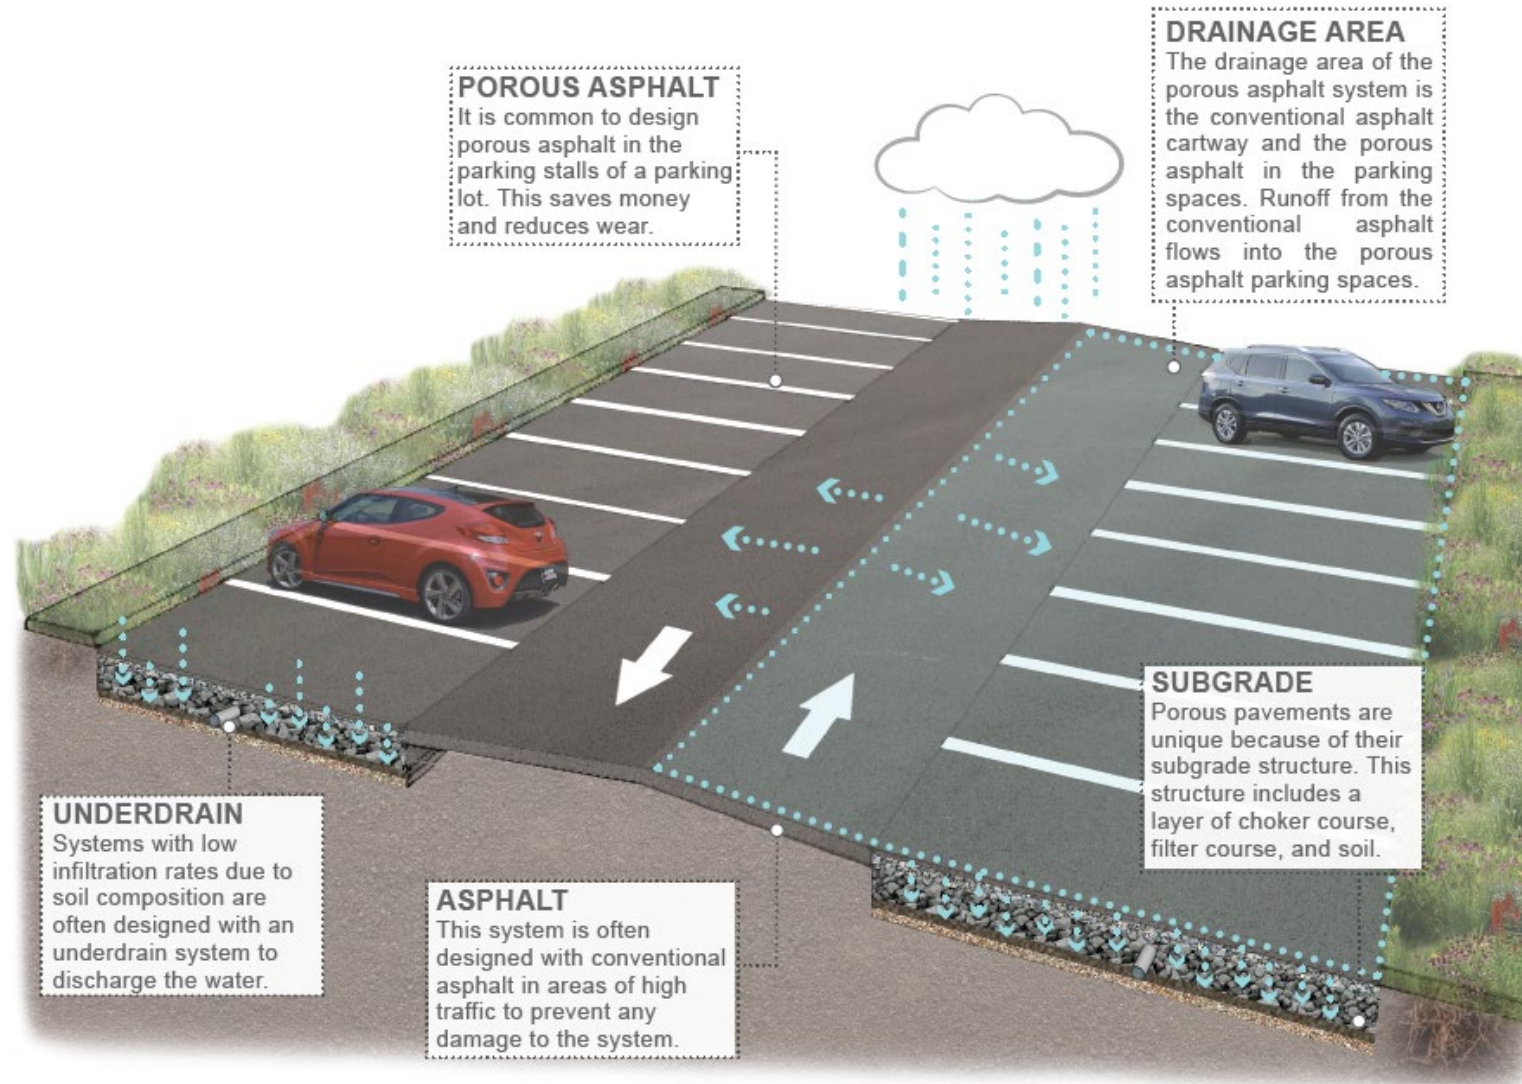 POROUS ASPHALT
It is common to design
porous asphalt in the
parking stalls of a parking
lot. This saves money
and reduces wear.
DRAINAGE AREA
The drainage area of the
porous asphalt system is
the conventional asphalt
cartway and the porous
asphalt in the parking
spaces. Runoff from the
conventional asphalt
flows into the porous
asphalt parking spaces.
UNDERDRAIN
Systems with low
infiltration rates due to
soil composition are
often designed with an
underdrain system to
discharge the water.
ASPHALT
This system is often
designed with conventional
asphalt in areas of high
traffic to prevent any
damage to the system.
SUBGRADE
Porous pavements are
unique because of their
subgrade structure. This
structure includes a
layer of choker course,
filter course, and soil.